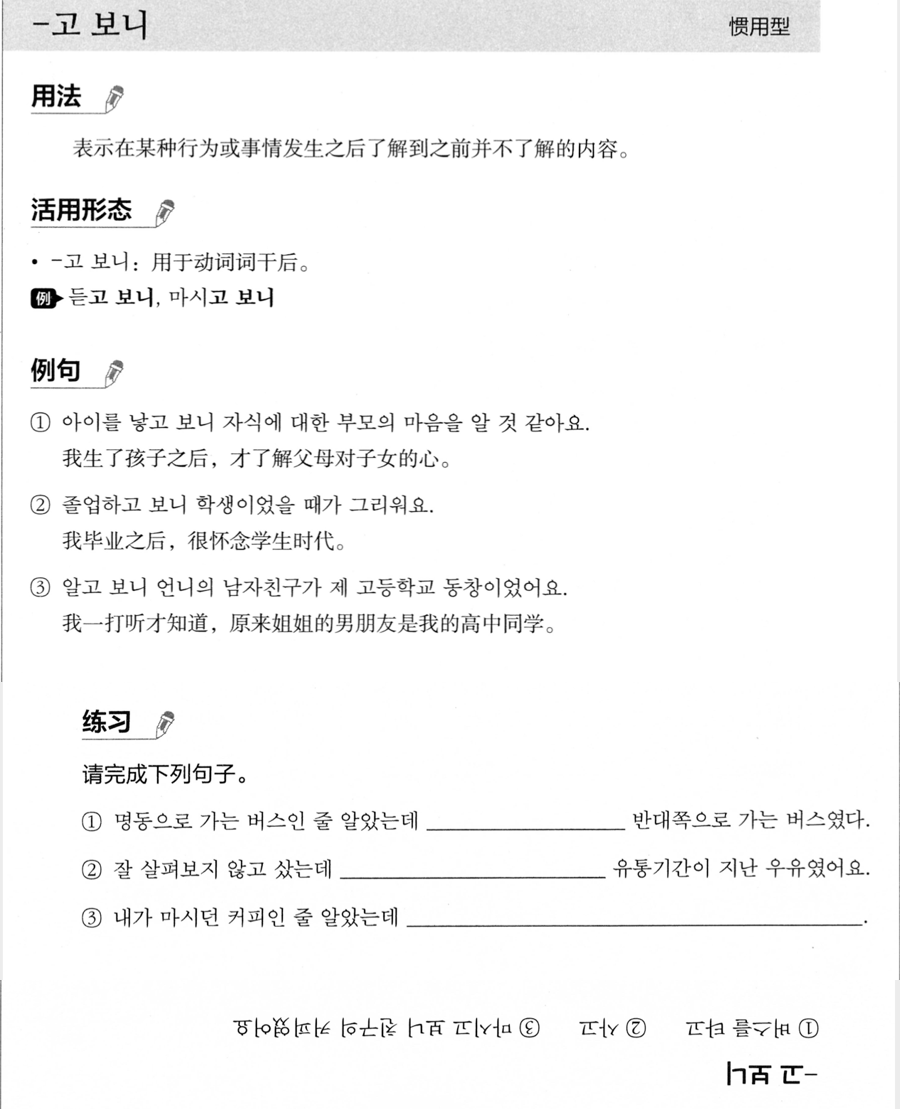 -고 보니
惯用型
用法
表示在某种行为或事情发生之后了解到之前并不了解的内容。
活用形态
• -고 보니：用于动词词干后。
例 듣고 보니, 마시고 보니
例句
① 아이를 낳고 보니 자식에 대한 부모의 마음을 알 것 같아요.
我生了孩子之后，才了解父母对子女的心。
② 졸업하고 보니 학생이었을 때가 그리워요.
我毕业之后，很怀念学生时代。
③ 알고 보니 언니의 남자친구가 제 고등학교 동창이었어요.
我一打听才知道，原来姐姐的男朋友是我的高中同学。
练习
请完成下列句子。
① 명동으로 가는 버스인 줄 알았는데 ____________ 반대쪽으로 가는 버스였다.
② 잘 살펴보지 않고 샀는데 ____________ 유통기간이 지난 우유였어요.
③ 내가 마시던 커피인 줄 알았는데 ____________.
-고 보니
① 버스를 타고 ② 사고 ③ 마시고 보니 친구의 커피였어요